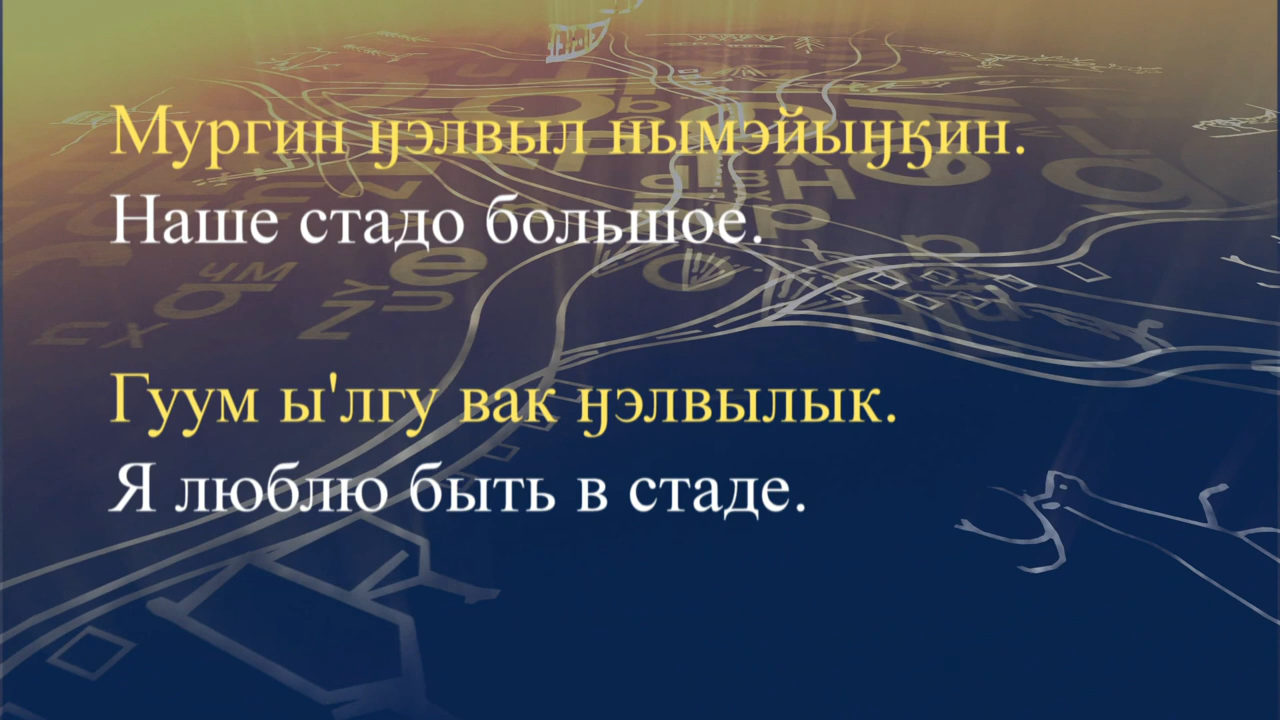 Мургин ӈэлвыл нымэйыӈӄин.
Наше стадо большое.
Гуум ы'лгу вак ӈэлвылык.
Я люблю быть в стаде.